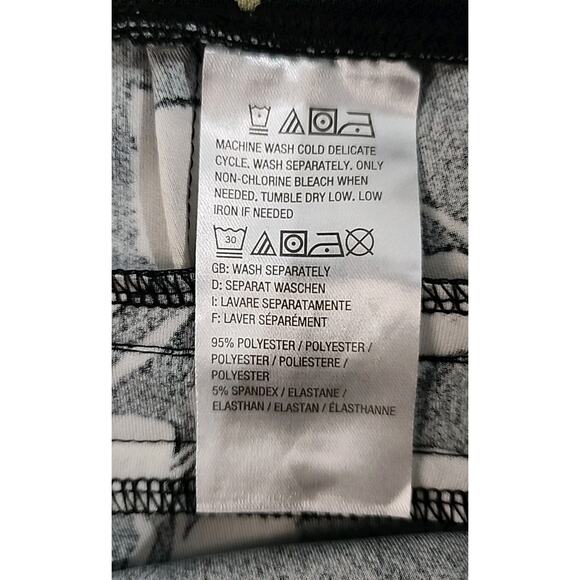 MACHINE WASH COLD DELICATE
CYCLE. WASH SEPARATELY. ONLY
NON-CHLORINE BLEACH WHEN
NEEDED, TUMBLE DRY LOW. LOW
IRON IF NEEDED
30
GB: WASH SEPARATELY
D: SEPARAT WASCHEN
I: LAVARE SEPARATAMENTE
F: LAVER SÉPARÉMENT
95% POLYESTER / POLYESTER /
POLYESTER / POLIESTERE /
POLYESTER
5% SPANDEX / ELASTANE /
ELASTHAN / ELASTAN / ÉLASTHANNE